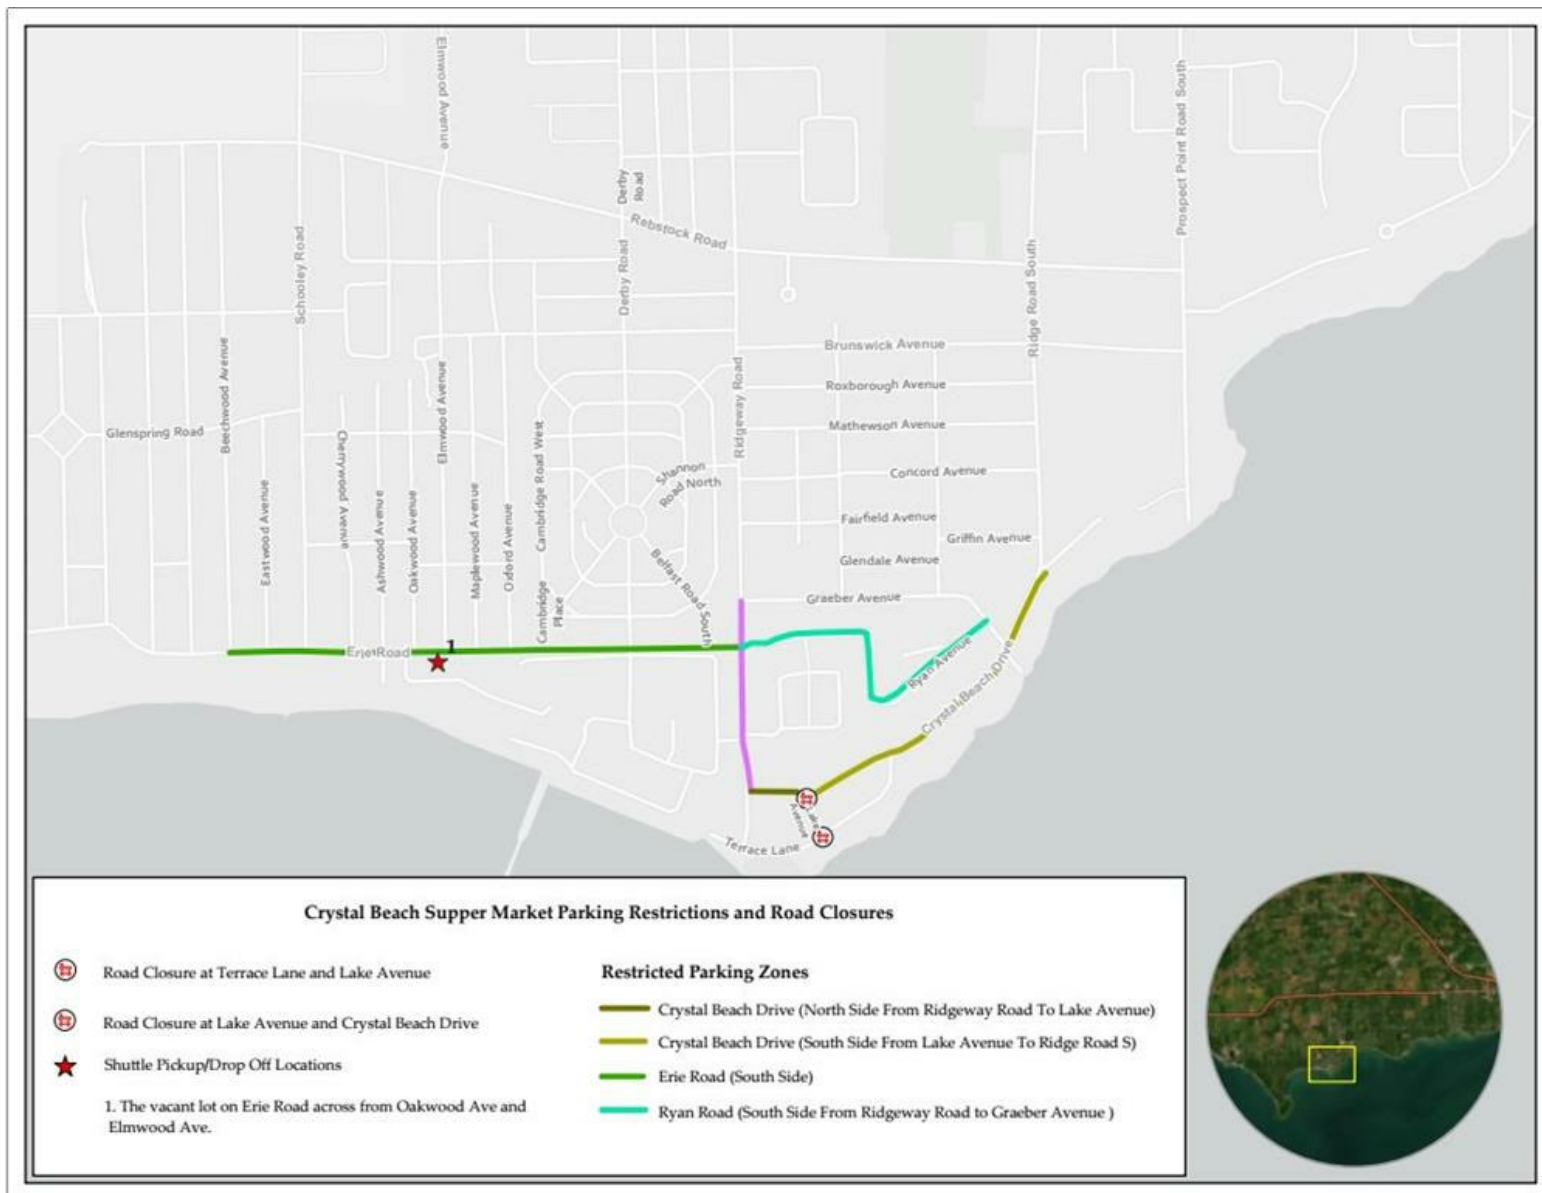 Elmwood Avenue
Prospect Point Road South
Derby
Road
Rebstock Road
Schooley Road
Derby Road
Ridge Road South
Brunswick Avenue
Beechwood Avenue
Elmwood Avenue
Ridgeway Road
Roxborough Avenue
Glenspring Road
Cherrywood Avenue
Cambridge Road West
Mathewson Avenue
Shannon
Road North
Concord Avenue
Eastwood Avenue
Ashwood Avenue
Oakwood Avenue
Maplewood Avenue
Oxford Avenue
Fairfield Avenue
Griffin Avenue
Glendale Avenue
Belfast Road South
Cambridge
Place
Graeber Avenue
1
Erie Road
Ryan Avenue
Crystal Beach Drive
Lake
Avenue
Terrace Lane
Crystal Beach Supper Market Parking Restrictions and Road Closures
Road Closure at Terrace Lane and Lake Avenue
Road Closure at Lake Avenue and Crystal Beach Drive
Shuttle Pickup/Drop Off Locations
1. The vacant lot on Erie Road across from Oakwood Ave and
Elmwood Ave.
Restricted Parking Zones
Crystal Beach Drive (North Side From Ridgeway Road To Lake Avenue)
Crystal Beach Drive (South Side From Lake Avenue To Ridge Road S)
Erie Road (South Side)
Ryan Road (South Side From Ridgeway Road to Graeber Avenue )